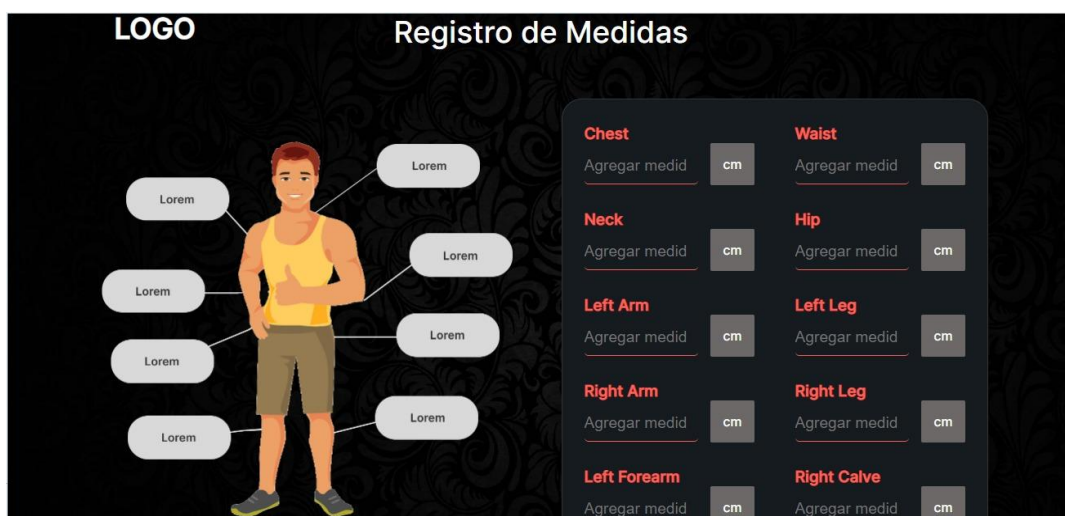 LOGO
Registro de Medidas
Lorem
Lorem
Lorem
Lorem
Lorem
Lorem
Lorem
Lorem
Chest
Waist
Agregar medid
cm
Agregar medid
cm
Neck
Hip
Agregar medid
cm
Agregar medid
cm
Left Arm
Left Leg
Agregar medid
cm
Agregar medid
cm
Right Arm
Right Leg
Agregar medid
cm
Agregar medid
cm
Left Forearm
Right Calve
Agregar medid
cm
Agregar medid
cm